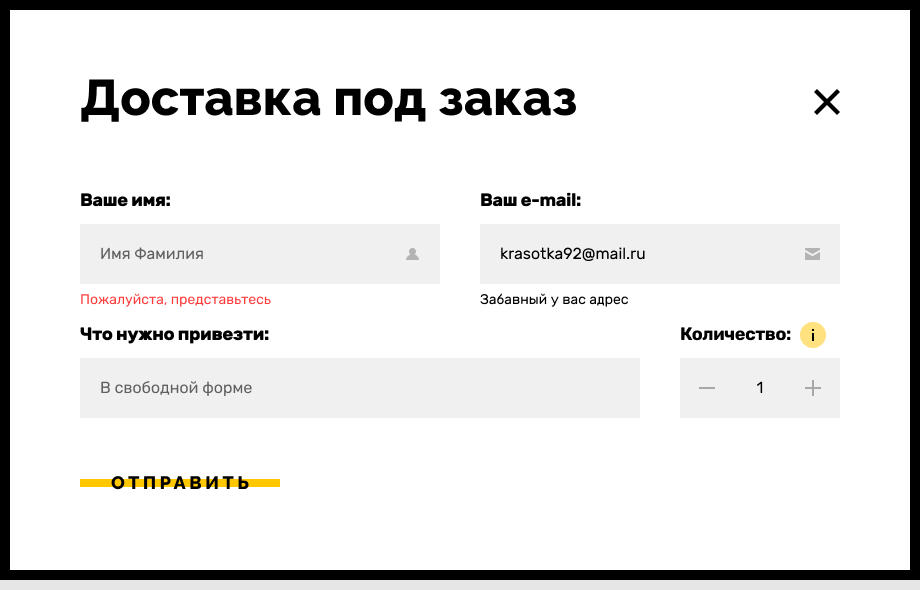 Доставка под заказ
Ваше имя:
Ваш e-mail:
Имя Фамилия
krasotka92@mail.ru
Пожалуйста, представьтесь
Забавный у вас адрес
Что нужно привезти:
Количество: i
В свободной форме
1
ОТПРАВИТЬ